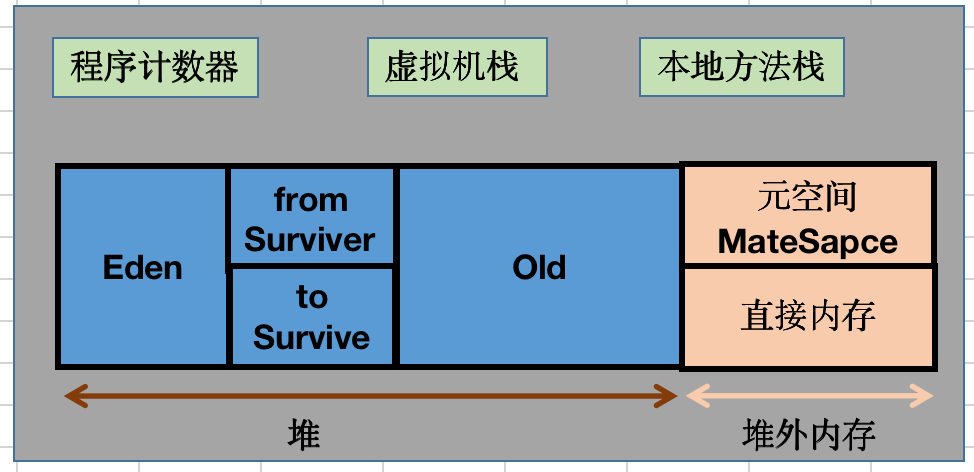 程序计数器
虚拟机栈
本地方法栈
Eden
from
Surviver
to
Survive
Old
元空间
MateSapce
直接内存
堆
堆外内存